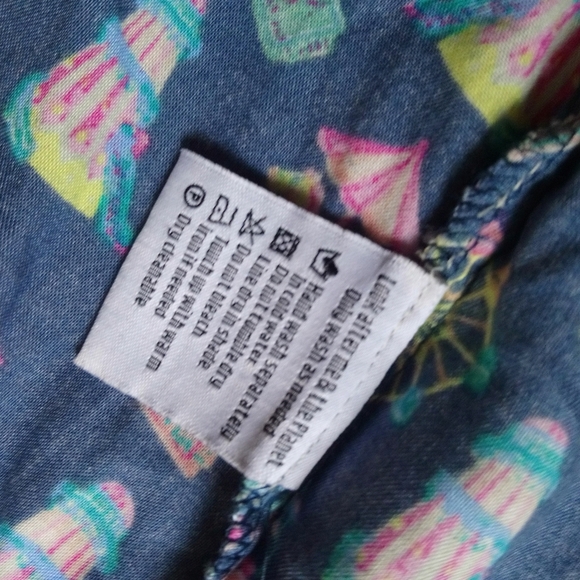 Look after me & the Planet
Only wash as needed
Hand wash separately
in cold water
Do not tumble dry
Line dry in shade
Do not bleach
Touch up with warm
iron if needed
Dry cleanable
P